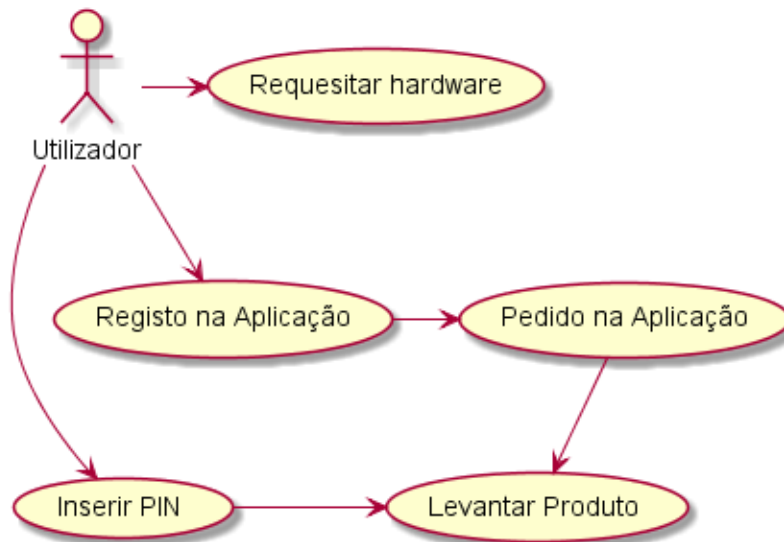 Requesitar hardware
Utilizador
Registo na Aplicação
Pedido na Aplicação
Inserir PIN
Levantar Produto